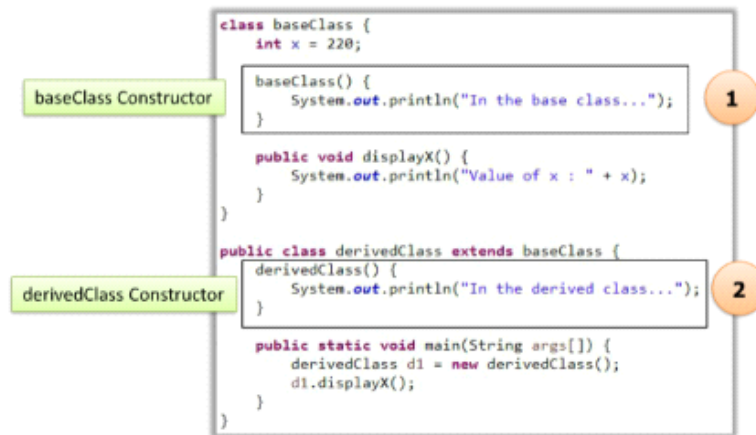 class baseClass {
int x = 220;
baseClass() {
System.out.println("In the base class...");
}
baseClass Constructor
1
public void displayX() {
System.out.println("Value of x : " + x);
}
}
public class derivedClass extends baseClass {
derivedClass() {
System.out.println("In the derived class...");
}
derivedClass Constructor
2
public static void main(String args[]) {
derivedClass d1 = new derivedClass();
d1.displayX();
}
}